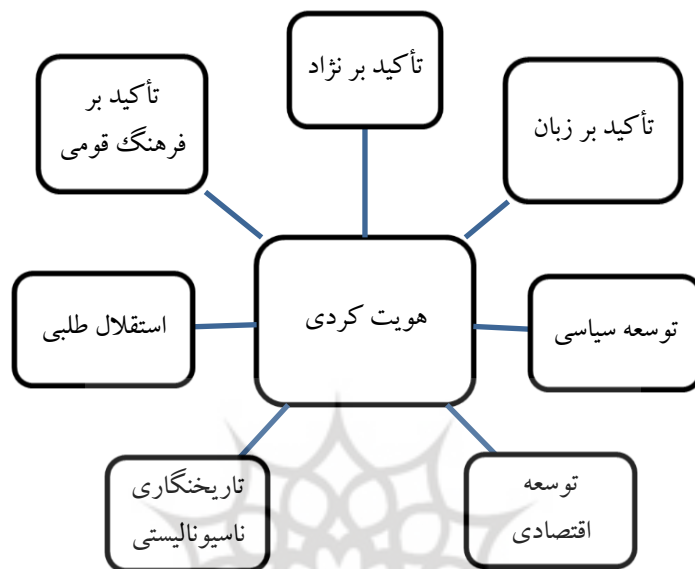 تأکید بر نژاد
تأکید بر زبان
تأکید بر
فرهنگ قومی
هویت کردی
توسعه سیاسی
استقلال طلبی
توسعه
اقتصادی
تاریخنگاری
ناسیونالیستی